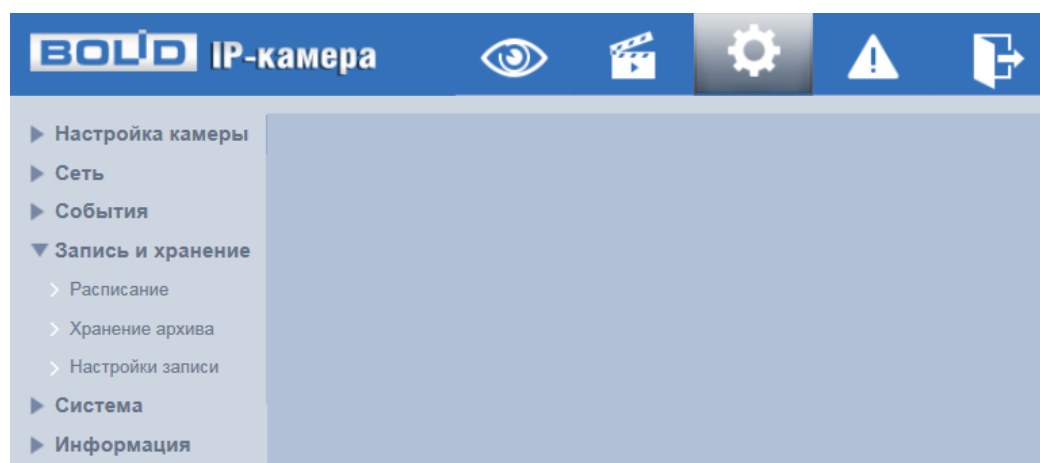 BOLID IP-камера
Настройка камеры
Сеть
События
Запись и хранение
Расписание
Хранение архива
Настройки записи
Система
Информация